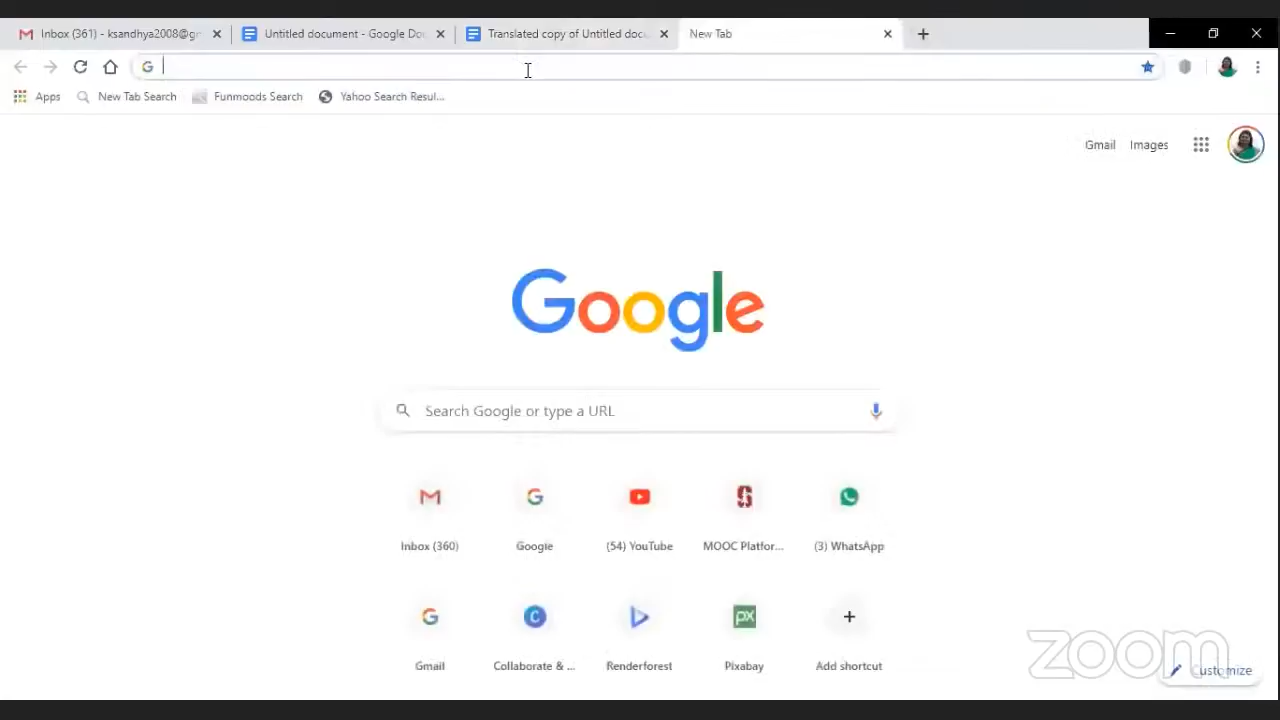 Inbox (361) - ksandhya2008@gm
Untitled document - Google Doc
Translated copy of Untitled docu
New Tab
Apps
New Tab Search
Funmoods Search
Yahoo Search Resul...
Gmail
Images
Google
Search Google or type a URL
Inbox (360)
Google
(54) YouTube
MOOC Platfor...
(3) WhatsApp
Gmail
Collaborate & ...
Renderforest
Pixabay
Add shortcut
zoom
Customize